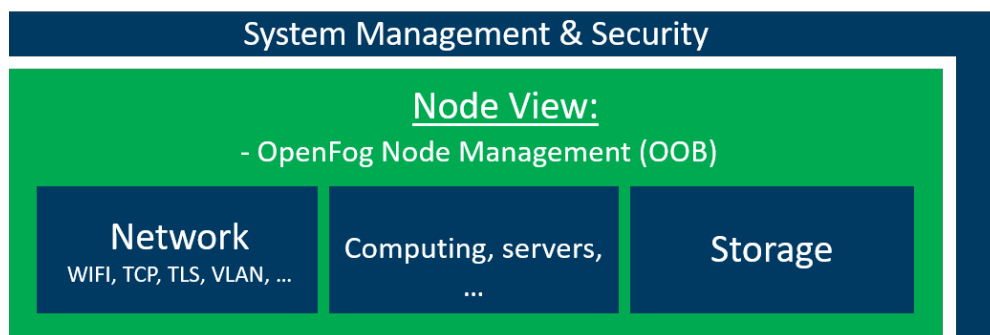 System Management & Security
Node View:
- OpenFog Node Management (OOB)
Network
WIFI, TCP, TLS, VLAN, ...
Computing, servers,
...
Storage